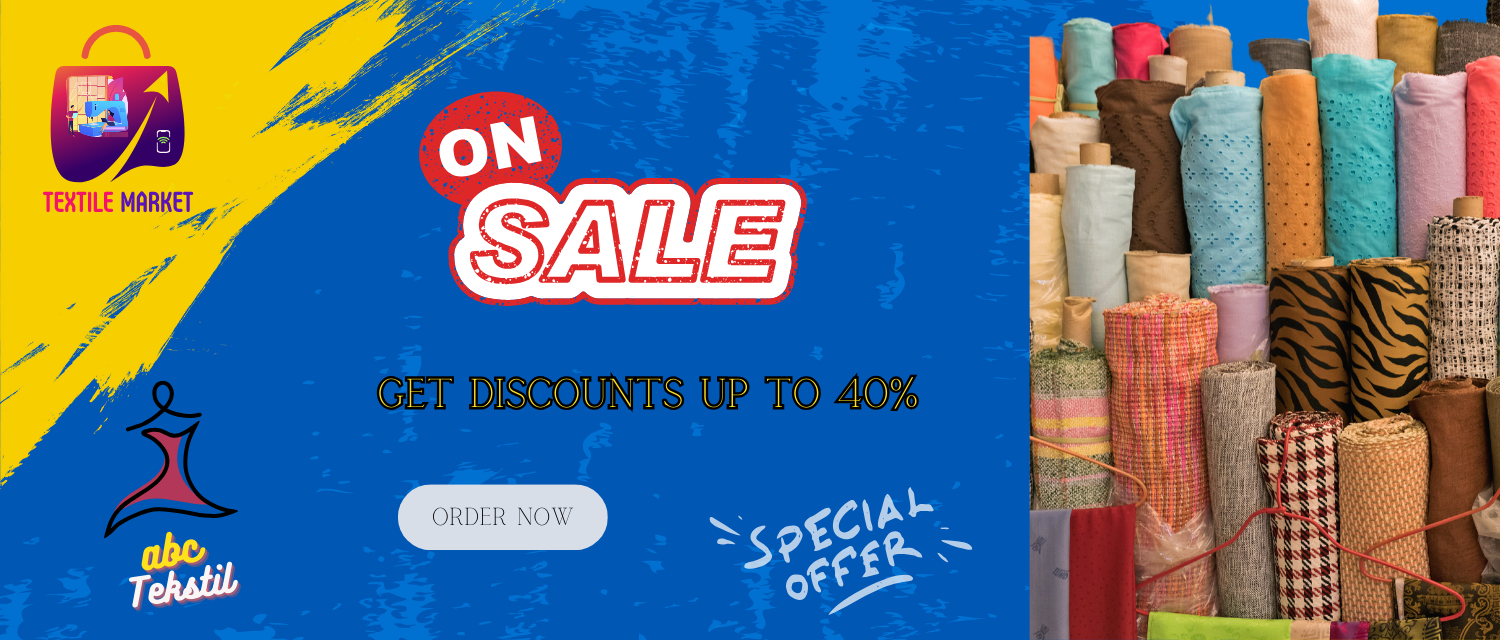 TEXTILE MARKET
ON
SALE
GET DISCOUNTS UP TO 40%
ORDER NOW
SPECIAL
OFFER
abc
Tekstil